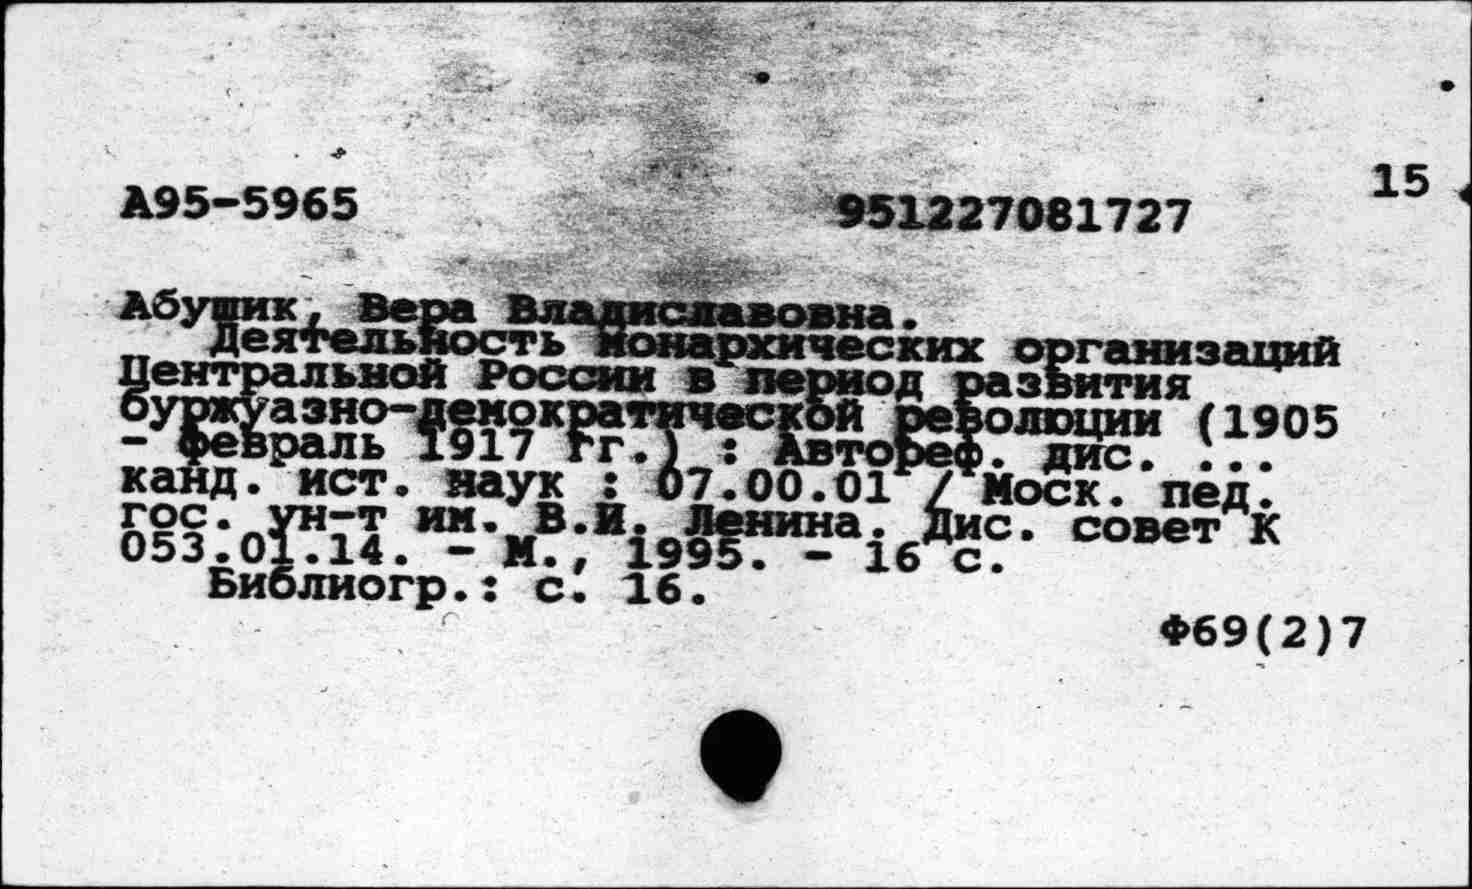 15
А95-5965 951227081727
Абушик, Вера Владиславовна.
Деятельность монархических организаций
Центральной России в период развития
буржуазно-демократической революции (1905
- февраль 1917 гг.) : Автореф. дис. ...
канд. ист. наук : 07.00.01 / Моск. пед.
гос. ун-т им. В.И. Ленина. Дис. совет К
053.01.14. - М., 1995. - 16 с.
Библиогр.: с. 16.
Ф69(2)7